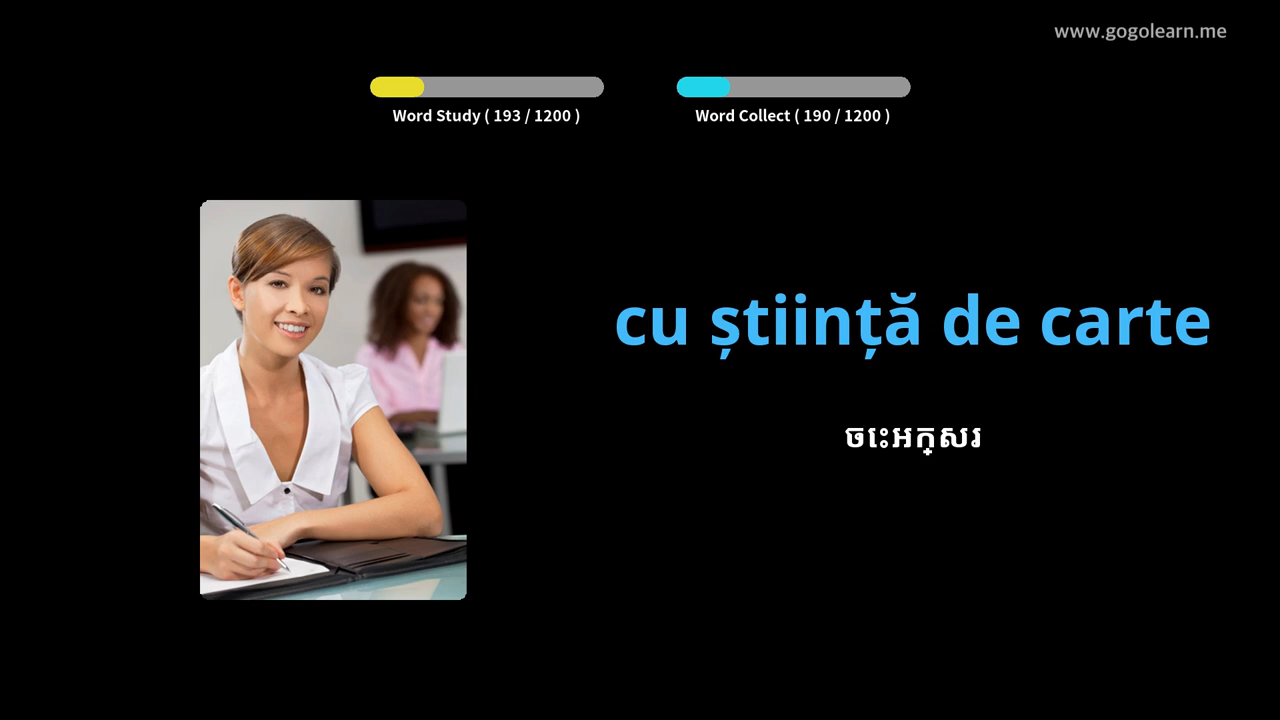 www.gogolearn.me
Word Study ( 193 / 1200 )
Word Collect ( 190 / 1200 )
cu știință de carte
ចេះអក្សរ